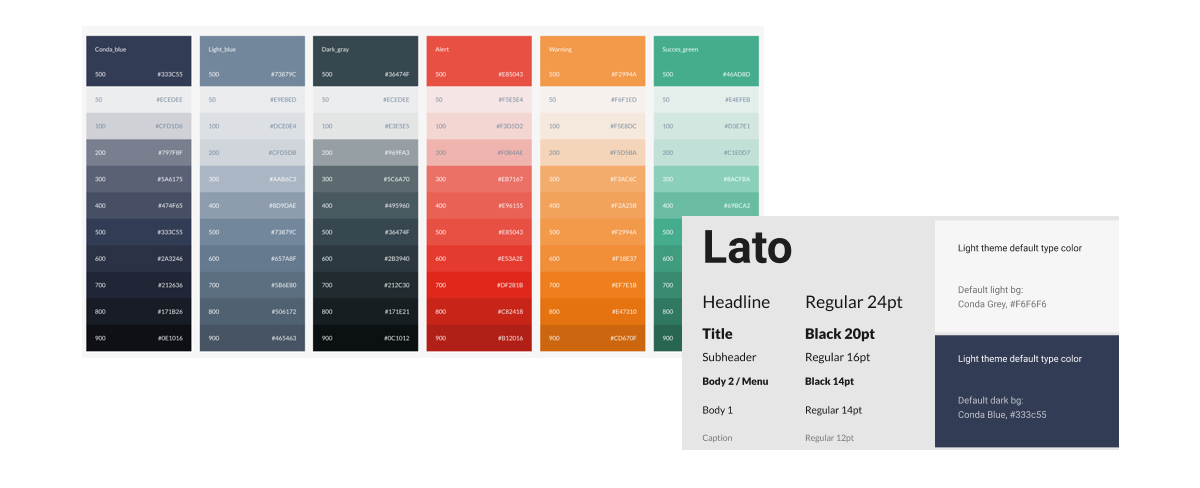 Conda_blue
500 #333C55
50 #ECEDEE
100 #CFD1D6
200 #797F8F
300 #5A6175
400 #474F65
500 #333C55
600 #2A3246
700 #212636
800 #171B26
900 #0E1016
Light_blue
500 #73879C
50 #E9EBED
100 #DCE0E4
200 #CFD5DB
300 #AAB6C3
400 #8D9DAE
500 #73879C
600 #657A8F
700 #5B6E80
800 #506172
900 #465463
Dark_gray
500 #36474F
50 #ECEDEE
100 #E3E5E5
200 #969FA3
300 #5C6A70
400 #495960
500 #36474F
600 #2B3940
700 #212C30
800 #171E21
900 #0C1012
Alert
500 #E85043
50 #F5E5E4
100 #F3D5D2
200 #F0B4AE
300 #EB7167
400 #E96155
500 #E85043
600 #E53A2E
700 #DF281B
800 #C82418
900 #B12016
Warning
500 #F2994A
50 #F6F1ED
100 #F5E8DC
200 #F5D5BA
300 #F3AC6C
400 #F2A25B
500 #F2994A
600 #F18E37
700 #EF7E1B
800 #E47310
900 #CD670F
Succes_green
500 #46AD8D
50 #E4EFEB
100 #D3E7E1
200 #C1E0D7
300 #8ACFBA
400 #69BCA2
500
600
700
800
900
Lato
Headline Regular 24pt
Title Black 20pt
Subheader Regular 16pt
Body 2 / Menu Black 14pt
Body 1 Regular 14pt
Caption Regular 12pt
Light theme default type color
Default light bg:
Conda Grey, #F6F6F6
Light theme default type color
Default dark bg:
Conda Blue, #333c55